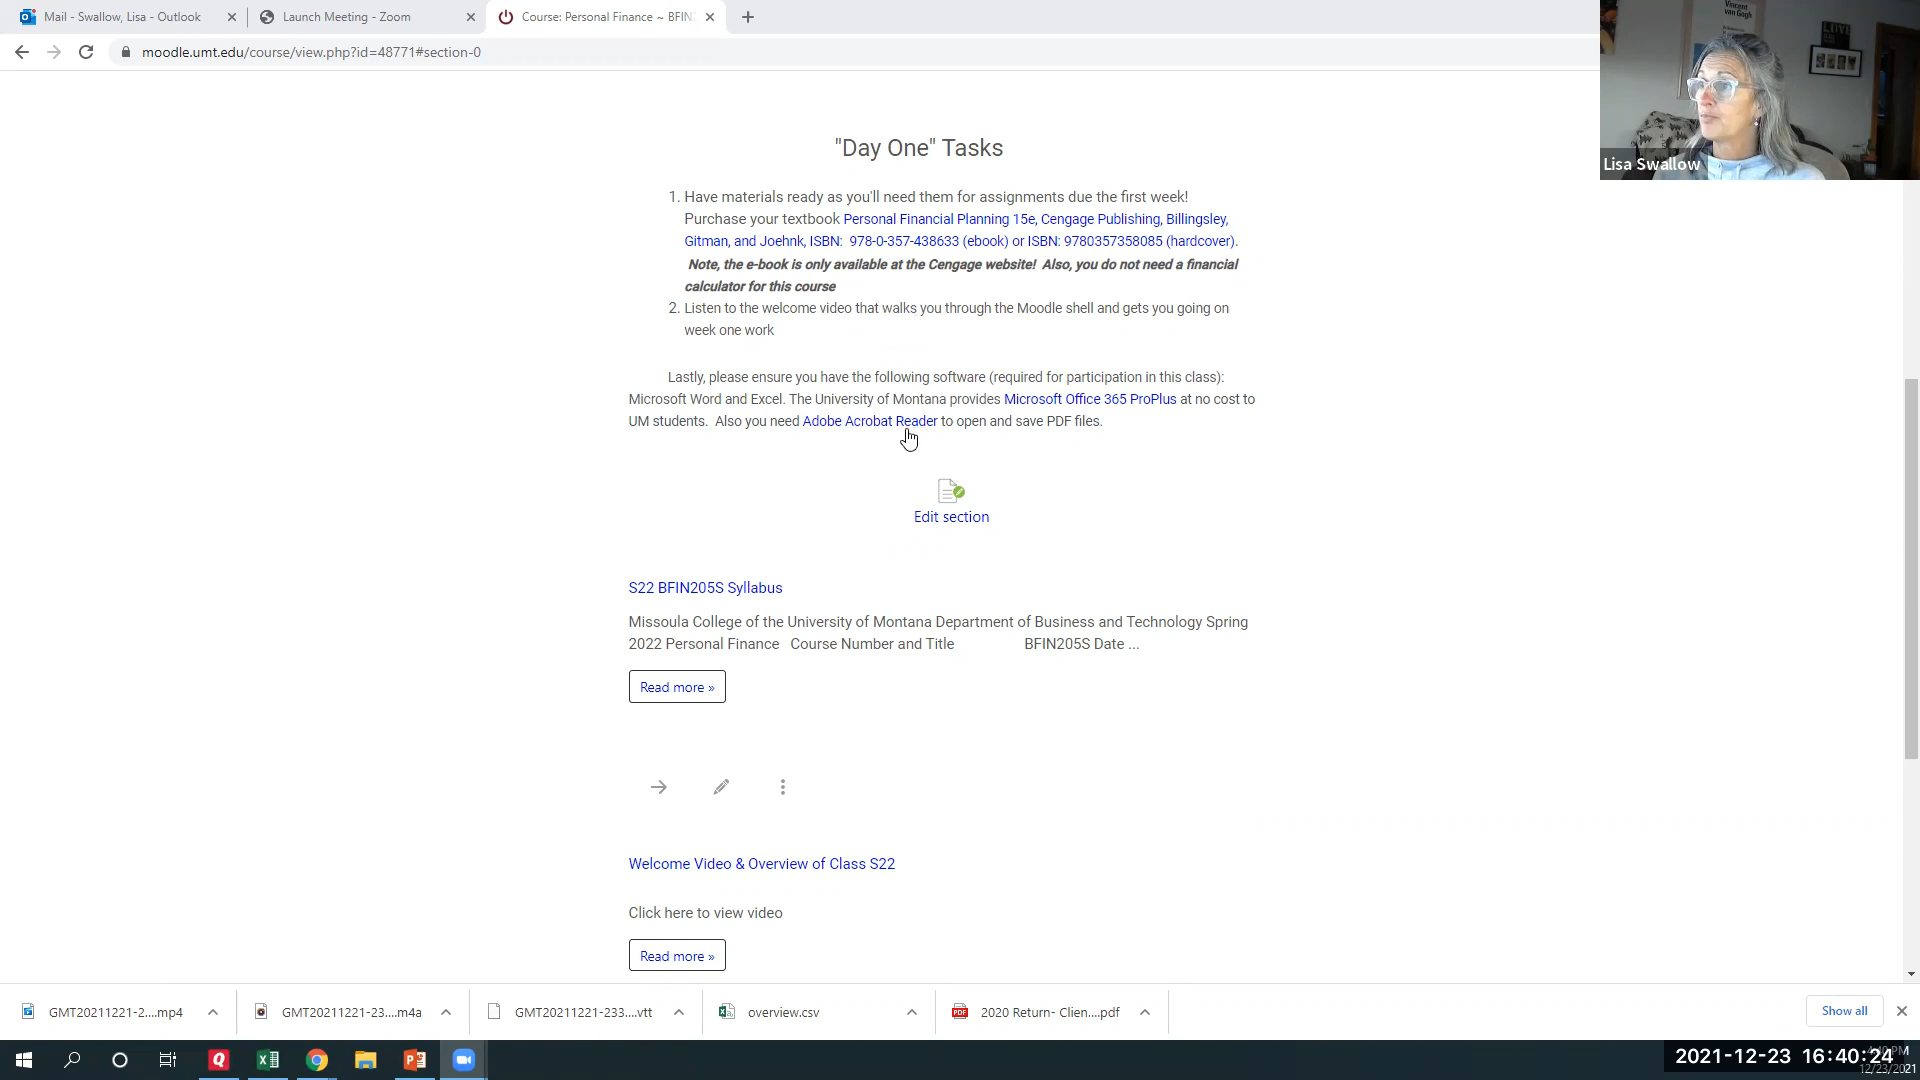 Mail - Swallow, Lisa - Outlook
Launch Meeting - Zoom
Course: Personal Finance ~ BFIN
moodle.umt.edu/course/view.php?id=48771#section-0
Vincent
van Gogh
LOVE
Lisa Swallow
"Day One" Tasks
1. Have materials ready as you'll need them for assignments due the first week!
Purchase your textbook Personal Financial Planning 15e, Cengage Publishing, Billingsley,
Gitman, and Joehnk, ISBN: 978-0-357-438633 (ebook) or ISBN: 9780357358085 (hardcover).
Note, the e-book is only available at the Cengage website! Also, you do not need a financial
calculator for this course
2. Listen to the welcome video that walks you through the Moodle shell and gets you going on
week one work
Lastly, please ensure you have the following software (required for participation in this class):
Microsoft Word and Excel. The University of Montana provides Microsoft Office 365 ProPlus at no cost to
UM students. Also you need Adobe Acrobat Reader to open and save PDF files.
Edit section
S22 BFIN205S Syllabus
Missoula College of the University of Montana Department of Business and Technology Spring
2022 Personal Finance Course Number and Title BFIN205S Date ...
Read more »
Welcome Video & Overview of Class S22
Click here to view video
Read more »
GMT20211221-2....mp4
GMT20211221-23....m4a
GMT20211221-233....vtt
overview.csv
2020 Return- Clien....pdf
Show all
2021-12-23 16:40:24
12/23/2021